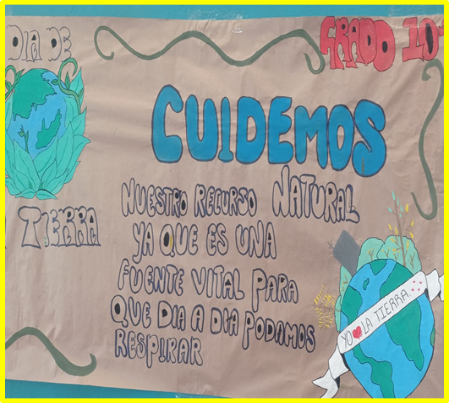 DIA DE
TIERRA
GRADO 10
CUIDEMOS
NUESTRO RECURSO NATURAL
YA QUE ES UNA
FUENTE VITAL PARA
QUE DIA A DIA PODAMOS
RESPIRAR
YO LA TIERRA